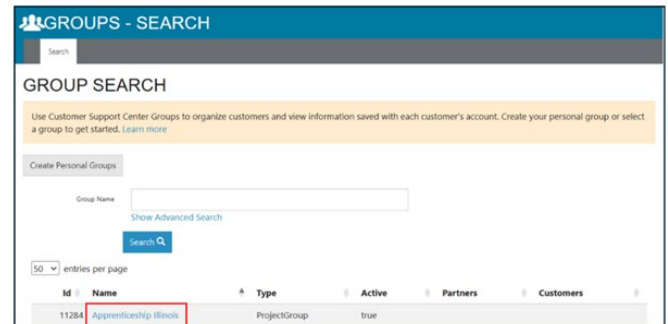 GROUPS - SEARCH
Search
GROUP SEARCH
Use Customer Support Center Groups to organize customers and view information saved with each customer's account. Create your personal group or select
a group to get started. Learn more
Create Personal Groups
Group Name
Show Advanced Search
Search
50 entries per page
Id Name Type Active Partners Customers
11284 Apprenticeship Illinois ProjectGroup true